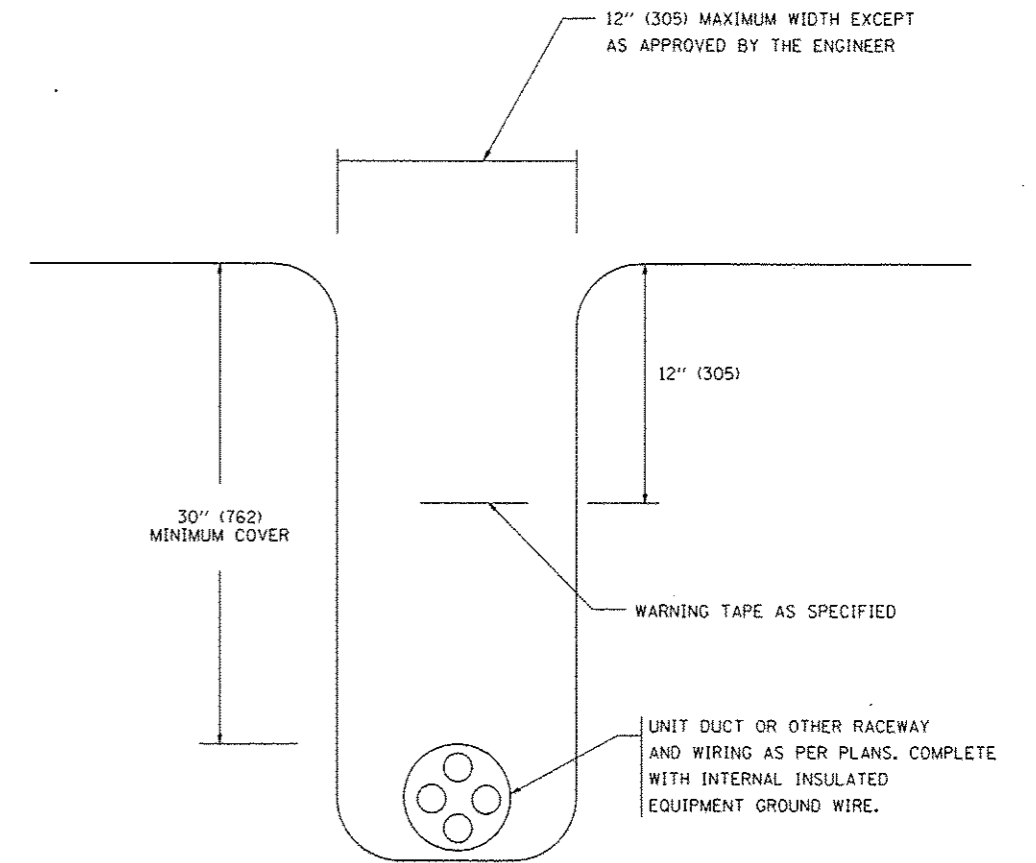 12'' (305) MAXIMUM WIDTH EXCEPT
AS APPROVED BY THE ENGINEER
12'' (305)
30'' (762)
MINIMUM COVER
WARNING TAPE AS SPECIFIED
UNIT DUCT OR OTHER RACEWAY
AND WIRING AS PER PLANS. COMPLETE
WITH INTERNAL INSULATED
EQUIPMENT GROUND WIRE.